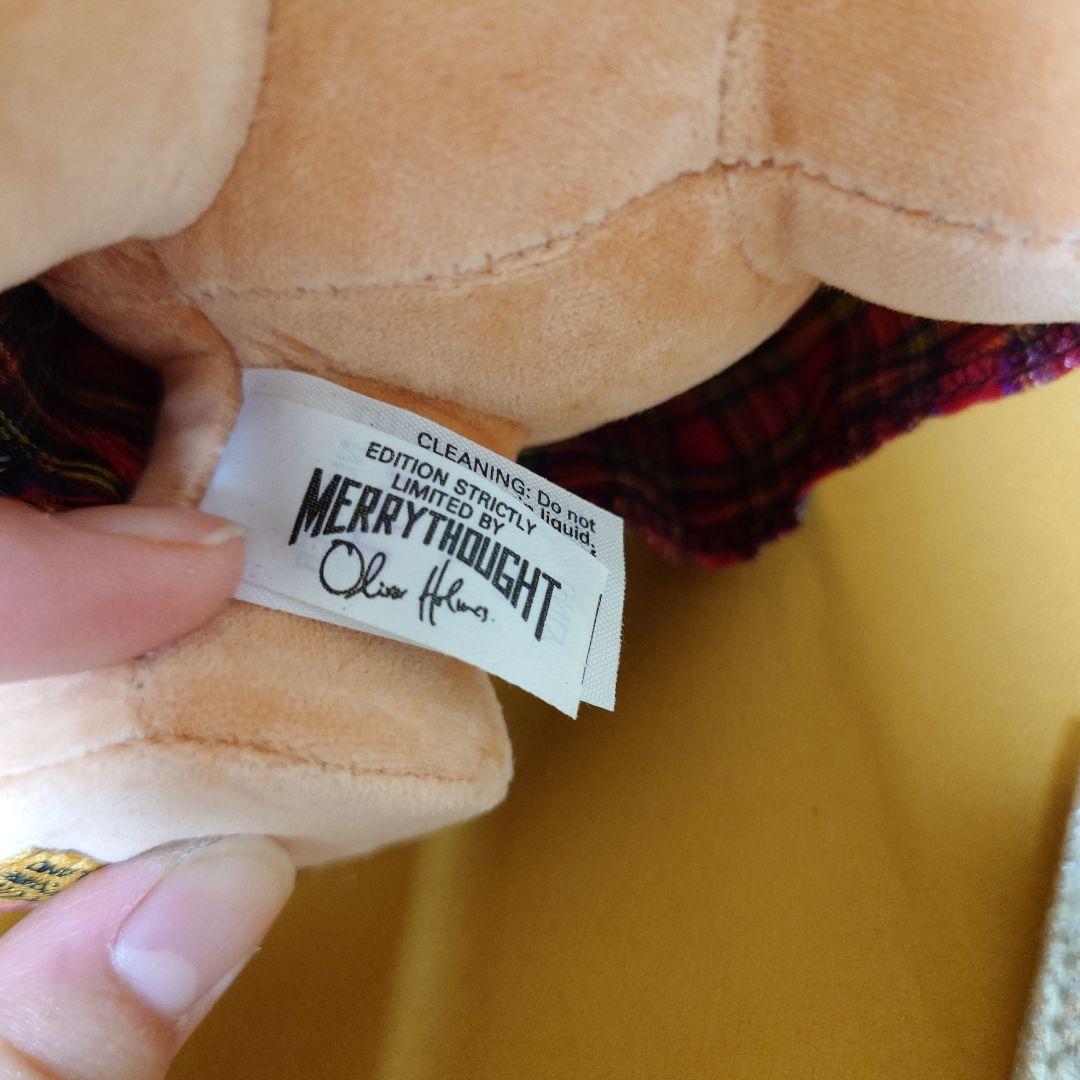 CLEANING: Do not
liquid.
EDITION STRICTLY
LIMITED BY
MERRYTHOUGHT
Oliver Holmes.